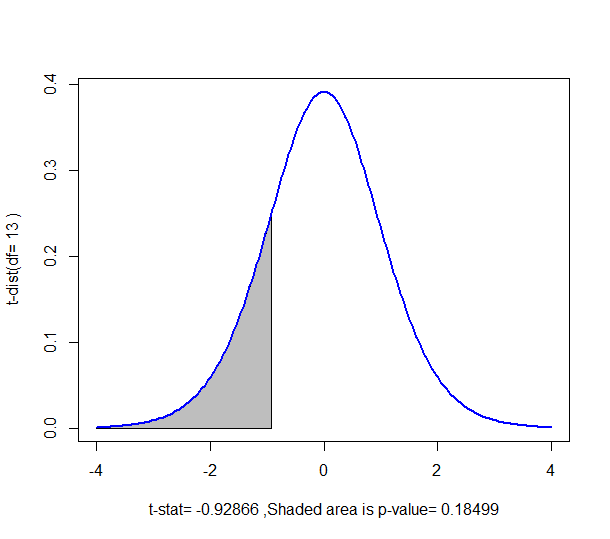 t-dist(df= 13 )
0.4
0.3
0.2
0.1
0.0
-4 -2 0 2 4
t-stat= -0.92866 ,Shaded area is p-value= 0.18499